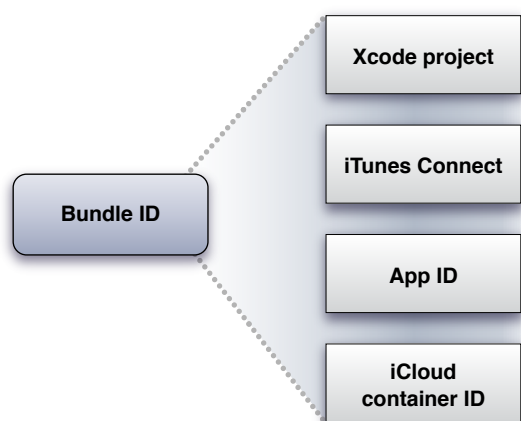 Bundle ID
Xcode project
iTunes Connect
App ID
iCloud
container ID